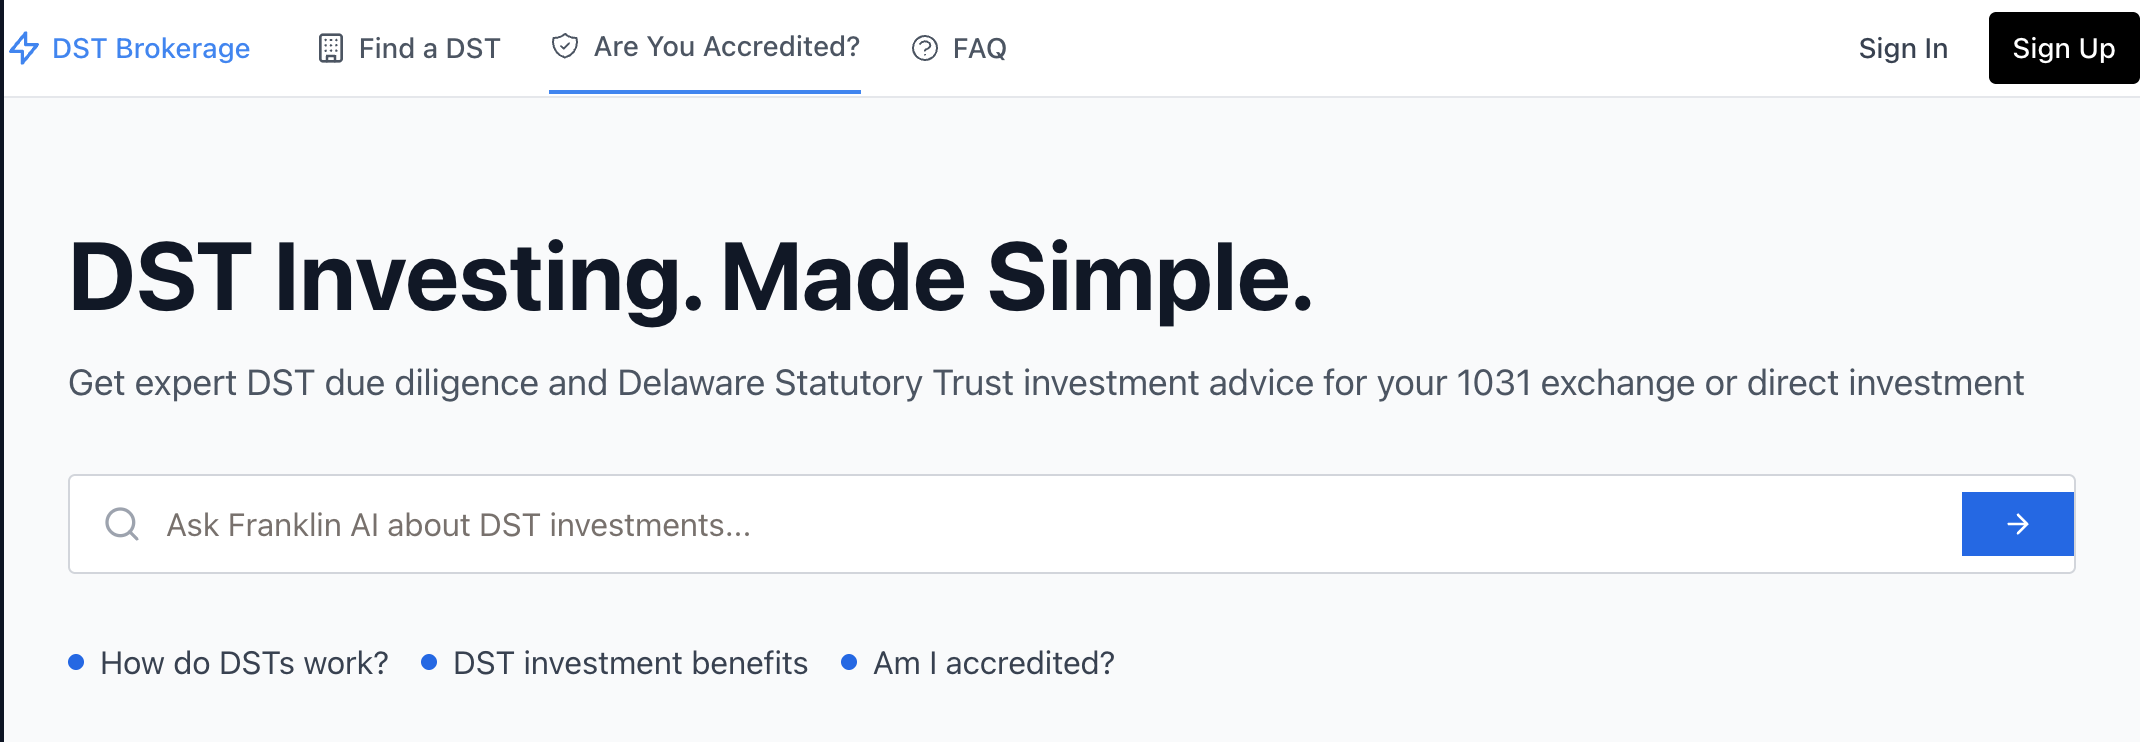 DST Brokerage Find a DST Are You Accredited? FAQ Sign In Sign Up
DST Investing. Made Simple.
Get expert DST due diligence and Delaware Statutory Trust investment advice for your 1031 exchange or direct investment
Ask Franklin AI about DST investments...
How do DSTs work? DST investment benefits Am I accredited?